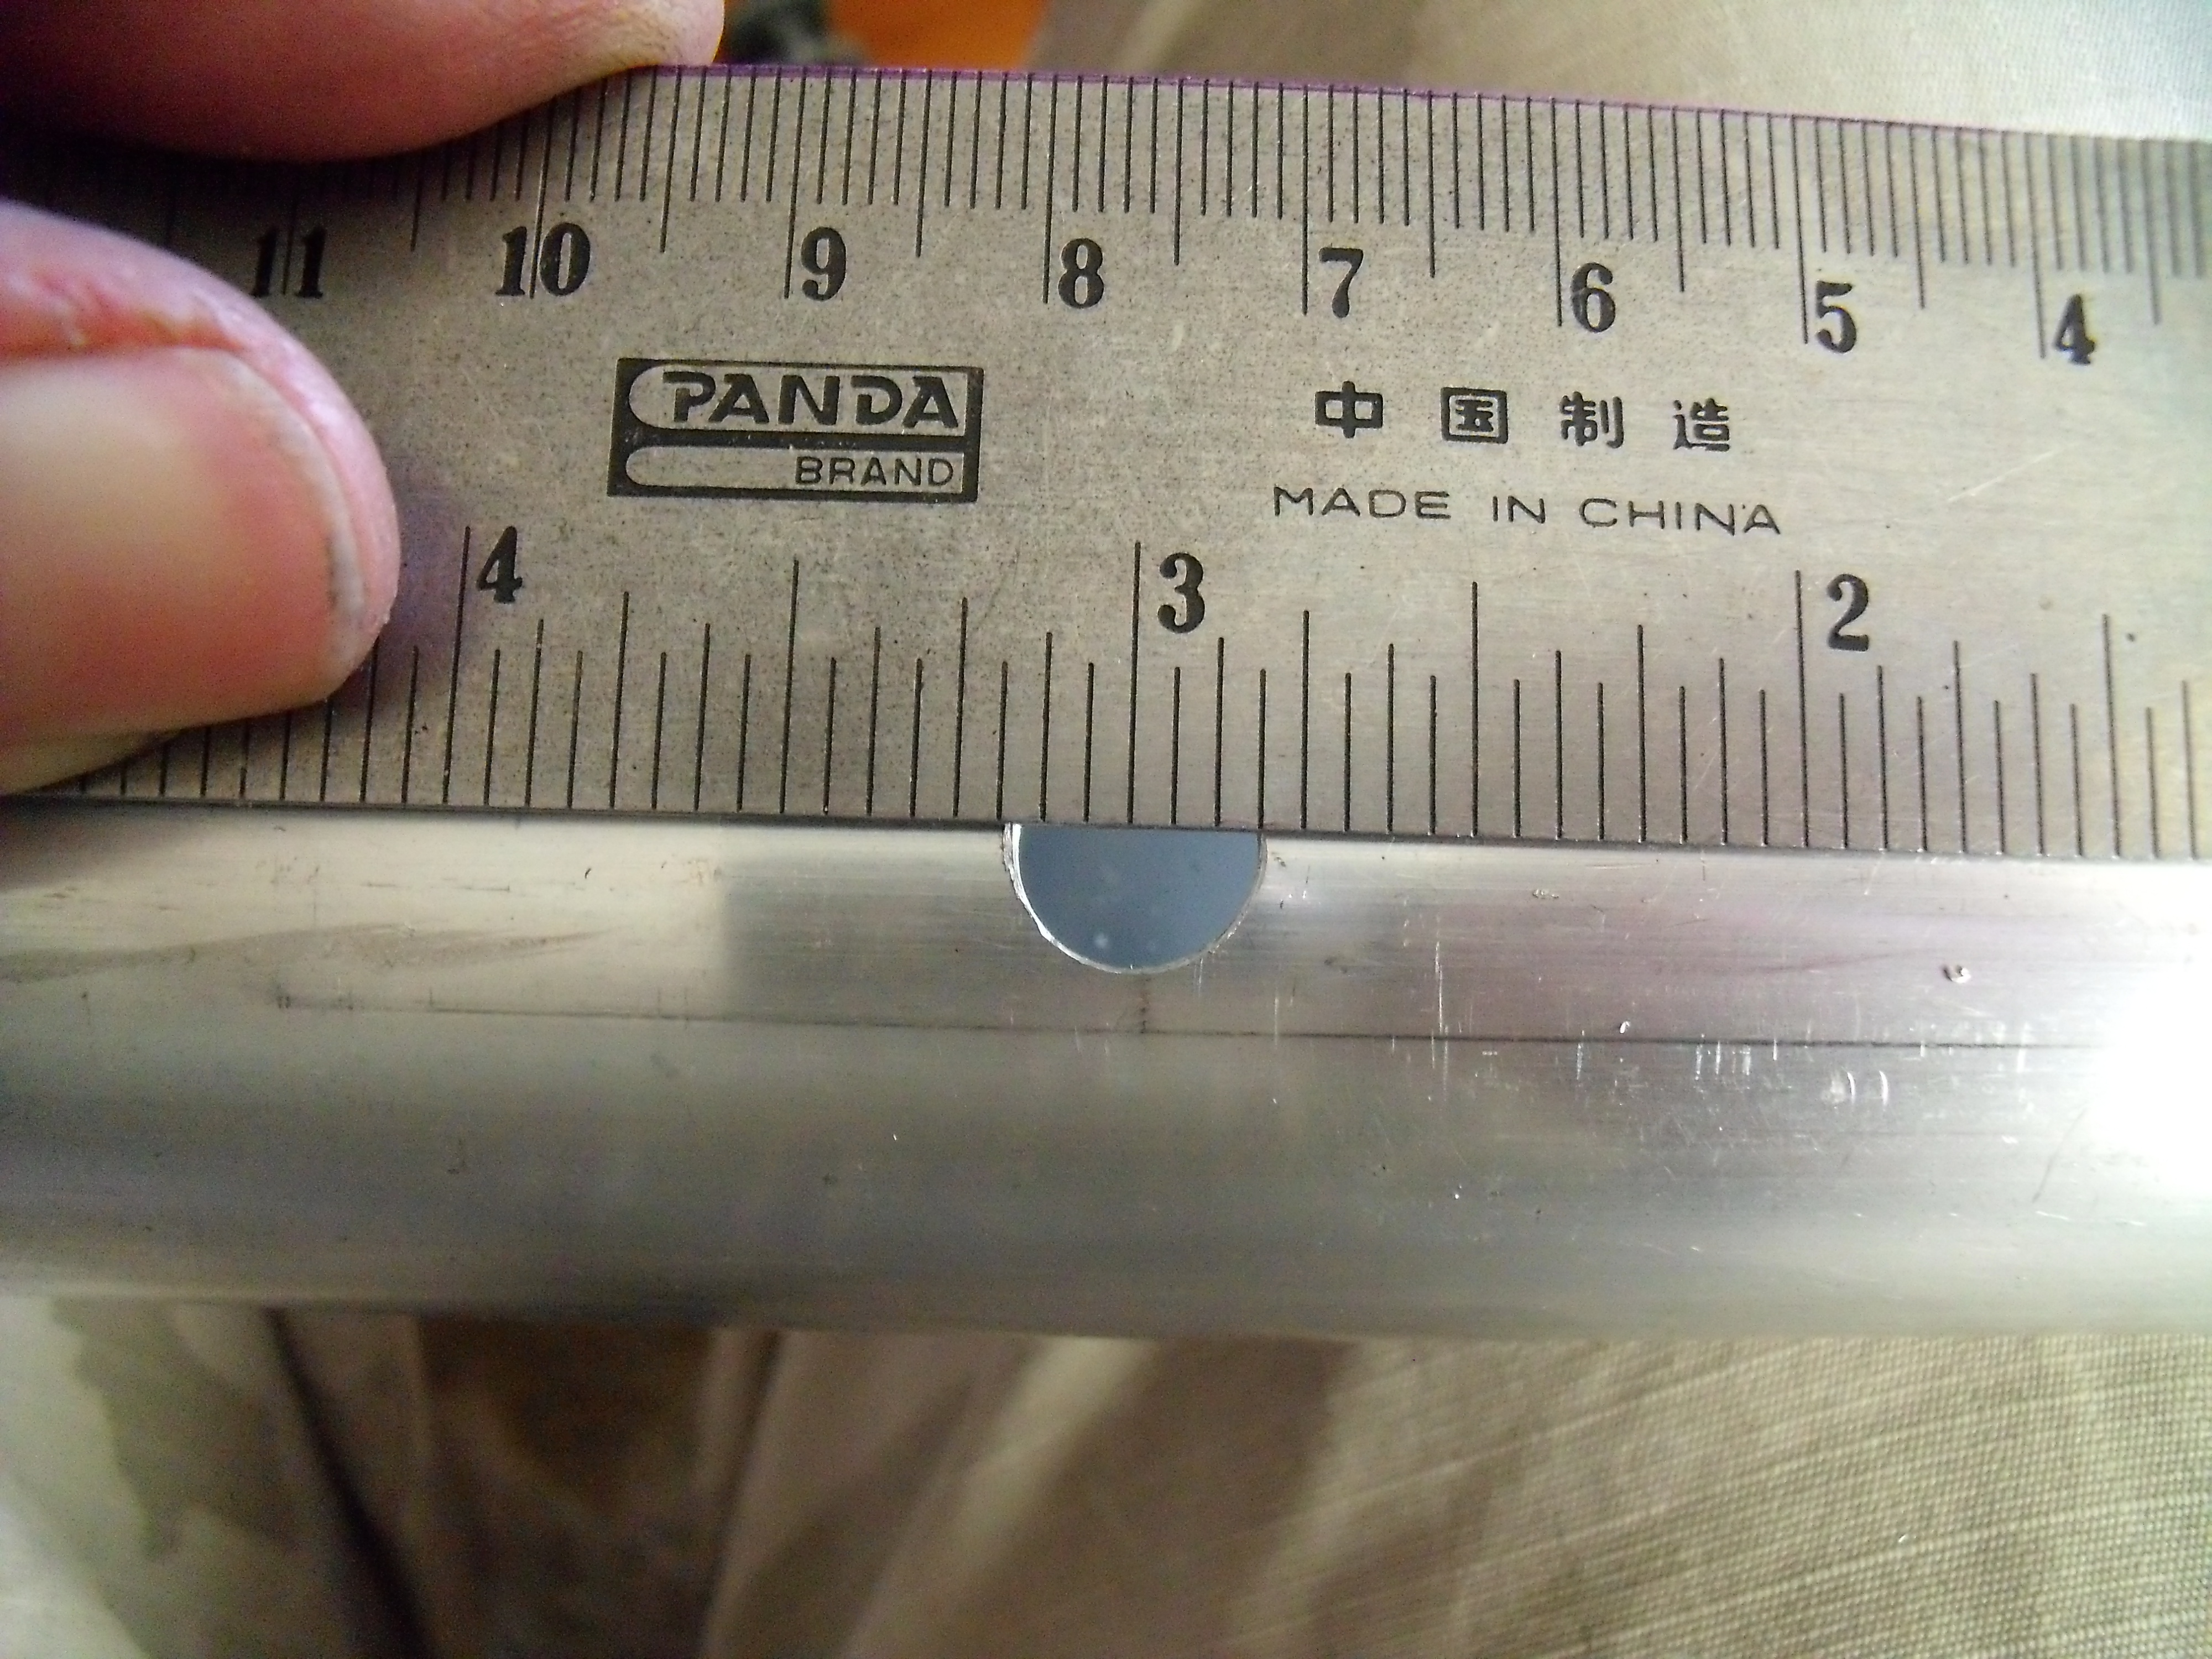 11 10 9 8 7 6 5 4
PANDA
BRAND
中国制造
MADE IN CHINA
4 3 2